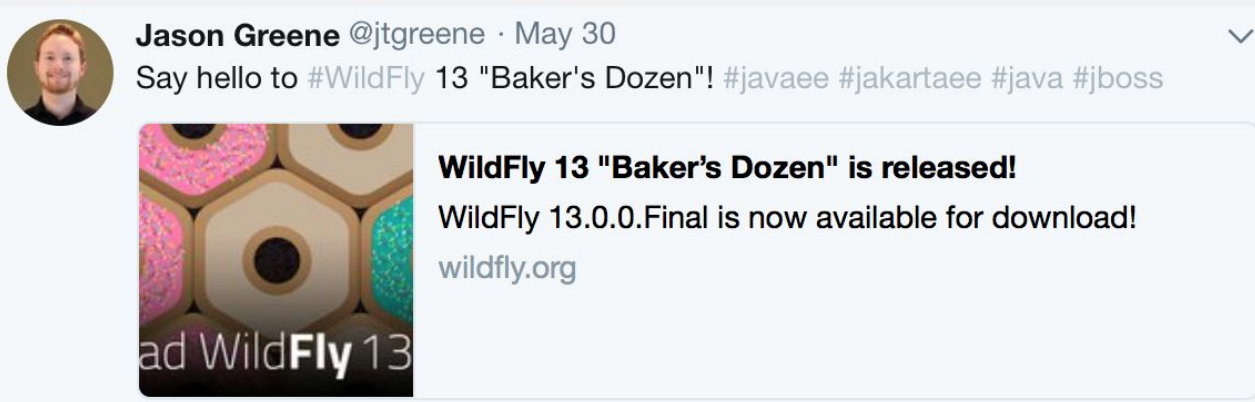 Jason Greene @jtgreene · May 30
Say hello to #WildFly 13 "Baker's Dozen"! #javaee #jakartaee #java #jboss
WildFly 13 "Baker’s Dozen" is released!
WildFly 13.0.0.Final is now available for download!
wildfly.org
ad WildFly 13